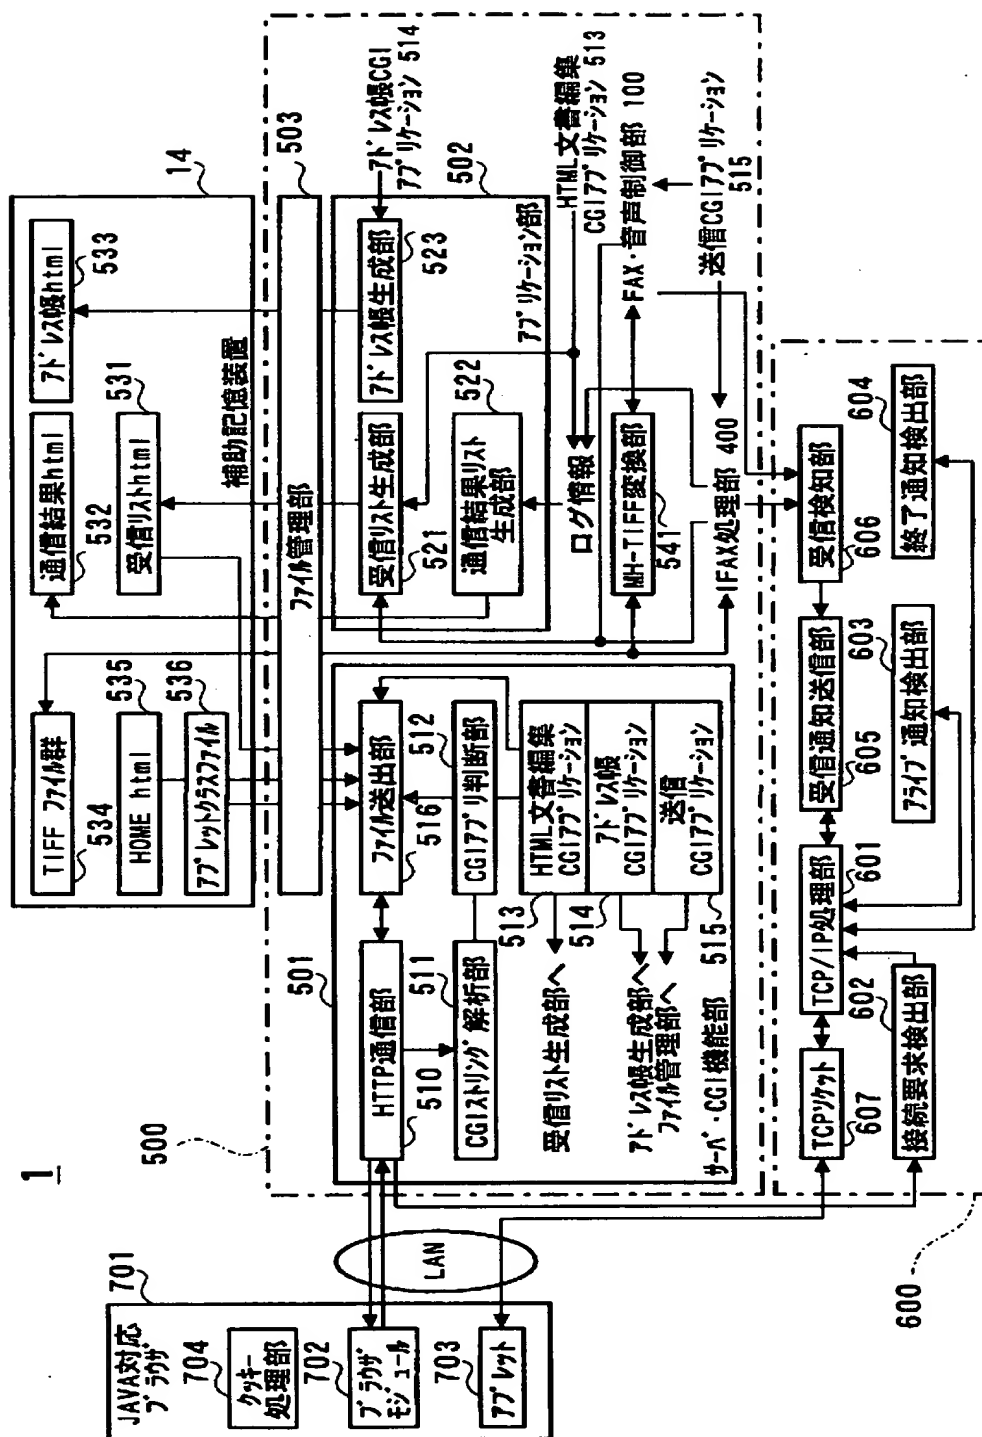 1
JAVA対応
ブラウザ
701
704
クッキー
処理部
702
ブラウザ
モジュール
703
アプレット
LAN
500
14
TIFF ファイル群
534
HOME html
535
アプレットクラスファイル
536
通信結果html
532
受信リストhtml
531
アドレス帳html
533
補助記憶装置
ファイル管理部
503
501
HTTP通信部
510
CGIストリング解析部
511
ファイル送出部
516
CGIアプリ判断部
512
HTML文書編集
CGIアプリケーション
513
アドレス帳
CGIアプリケーション
514
送信
CGIアプリケーション
515
受信リスト生成部へ
アドレス帳生成部へ
ファイル管理部へ
サーバ・CGI機能部
受信リスト生成部
521
アドレス帳生成部
523
通信結果リスト
生成部
522
アプリケーション部
502
アドレス帳CGI
アプリケーション 514
HTML文書編集
CGIアプリケーション 513
ログ情報
MH-TIFF変換部
541
FAX・音声制御部 100
IFAX処理部 400
送信CGIアプリケーション
515
600
TCPソケット
607
接続要求検出部
602
TCP/IP処理部
601
受信通知送信部
605
アライブ通知検出部
603
受信検知部
606
終了通知検出部
604